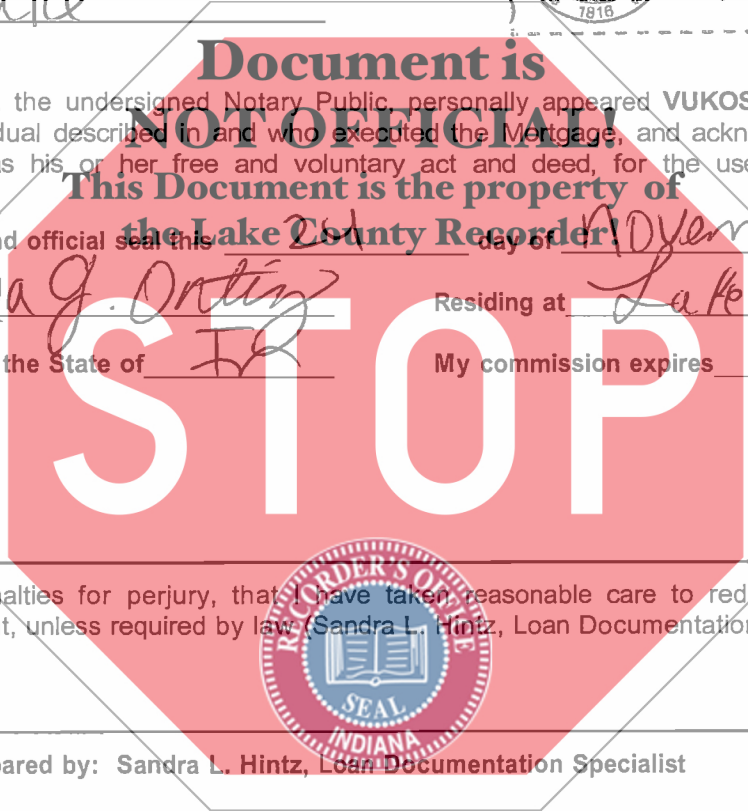 1816
Document is
the undersigned Notary Public, personally appeared VUKOS
NOT OFFICIAL!
dual described in and who executed the Mortgage, and ackn
as his or her free and voluntary act and deed, for the use
This Document is the property of
the Lake County Recorder!
nd official seal this 24 day of Novem
a J. Ortiz Residing at Lake
the State of IN My commission expires
STOP
RECORDER'S OFFICE
alties for perjury, that I have taken reasonable care to red
t, unless required by law (Sandra L. Hintz, Loan Documentation
SEAL
INDIANA
ared by: Sandra L. Hintz, Loan Documentation Specialist